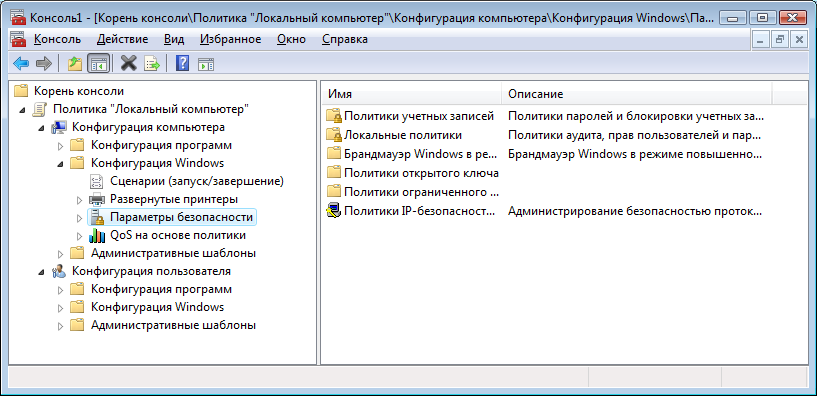 Консоль1 - [Корень консоли\Политика "Локальный компьютер"\Конфигурация компьютера\Конфигурация Windows\Па...
Консоль Действие Вид Избранное Окно Справка
Корень консоли
Политика "Локальный компьютер"
Конфигурация компьютера
Конфигурация программ
Конфигурация Windows
Сценарии (запуск/завершение)
Развернутые принтеры
Параметры безопасности
QoS на основе политики
Административные шаблоны
Конфигурация пользователя
Конфигурация программ
Конфигурация Windows
Административные шаблоны
Имя Описание
Политики учетных записей Политики паролей и блокировки учетных за...
Локальные политики Политики аудита, прав пользователей и пар...
Брандмауэр Windows в ре... Брандмауэр Windows в режиме повышенно...
Политики открытого ключа
Политики ограниченного ...
Политики IP-безопасност... Администрирование безопасностью проток...